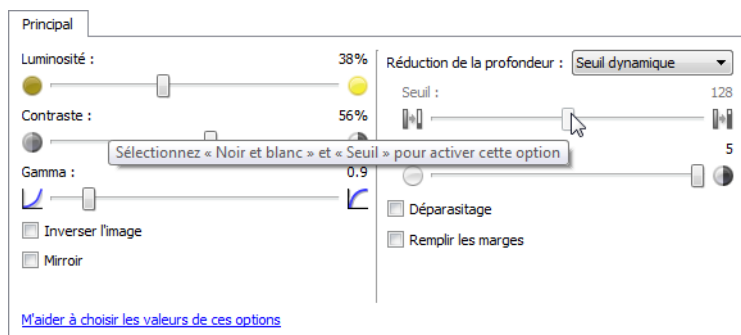 Principal
Luminosité :
38%
Contraste :
56%
Sélectionnez « Noir et blanc » et « Seuil » pour activer cette option
Gamma :
0.9
Inverser l'image
Mirroir
M'aider à choisir les valeurs de ces options
Réduction de la profondeur :
Seuil dynamique
Seuil :
128
5
Déparasitage
Remplir les marges